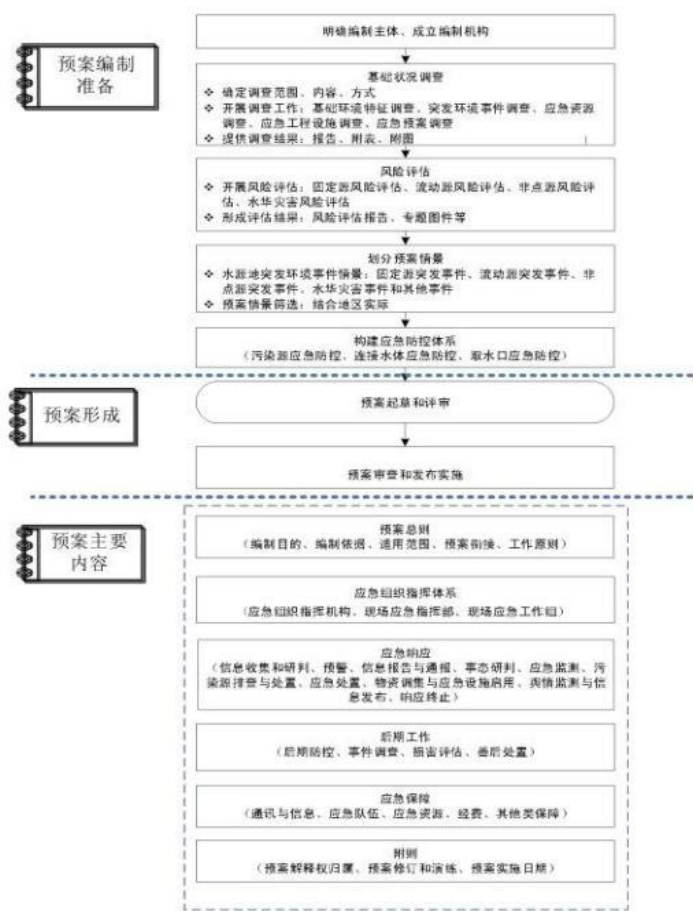 预案编制
准备
明确编制主体、成立编制机构
基础状况调查
❖ 确定调查范围、内容、方式
❖ 开展调查工作：基础环境特征调查、突发环境事件调查、应急资源
调查、应急工程设施调查、应急预案调查
❖ 提供调查结果：报告、附表、附图
风险评估
❖ 开展风险评估：固定源风险评估、流动源风险评估、非点源风险评
估、水华灾害风险评估
❖ 形成评估结果：风险评估报告、专题图件等
划分预案情景
❖ 水源地突发环境事件情景：固定源突发事件、流动源突发事件、非
点源突发事件、水华灾害事件和其他事件
❖ 预案情景筛选：结合地区实际
构建应急防控体系
（污染源应急防控、连接水体应急防控、取水口应急防控）
预案形成
预案起草和评审
预案审查和发布实施
预案主要
内容
预案总则
（编制目的、编制依据、适用范围、预案衔接、工作原则）
应急组织指挥体系
（应急组织指挥机构、现场应急指挥部、现场应急工作组）
应急响应
（信息收集和研判、预警、信息报告与通报、事态研判、应急监测、污
染源排查与处置、应急处置、物资调集与应急设施启用、舆情监测与信
息发布、响应终止）
后期工作
（后期防控、事件调查、损害评估、善后处置）
应急保障
（通讯与信息、应急队伍、应急资源、经费、其他类保障）
附则
（预案解释权归属、预案修订和演练、预案实施日期）